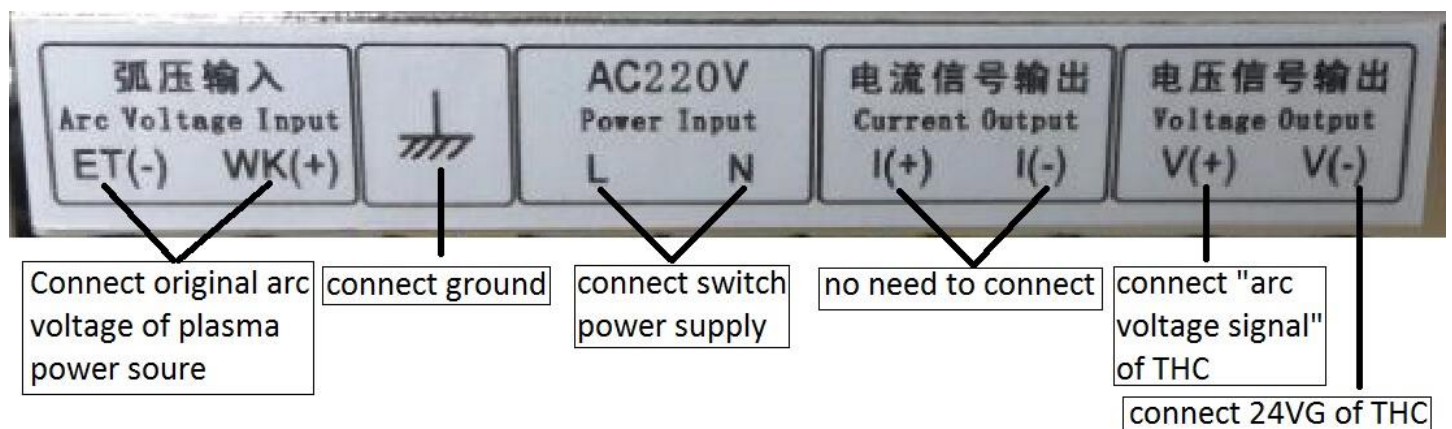 弧压输入
Arc Voltage Input
ET(-) WK(+)
AC220V
Power Input
L N
电流信号输出
Current Output
I(+) I(-)
电压信号输出
Voltage Output
V(+) V(-)
Connect original arc
voltage of plasma
power soure
connect ground
connect switch
power supply
no need to connect
connect "arc
voltage signal"
of THC
connect 24VG of THC